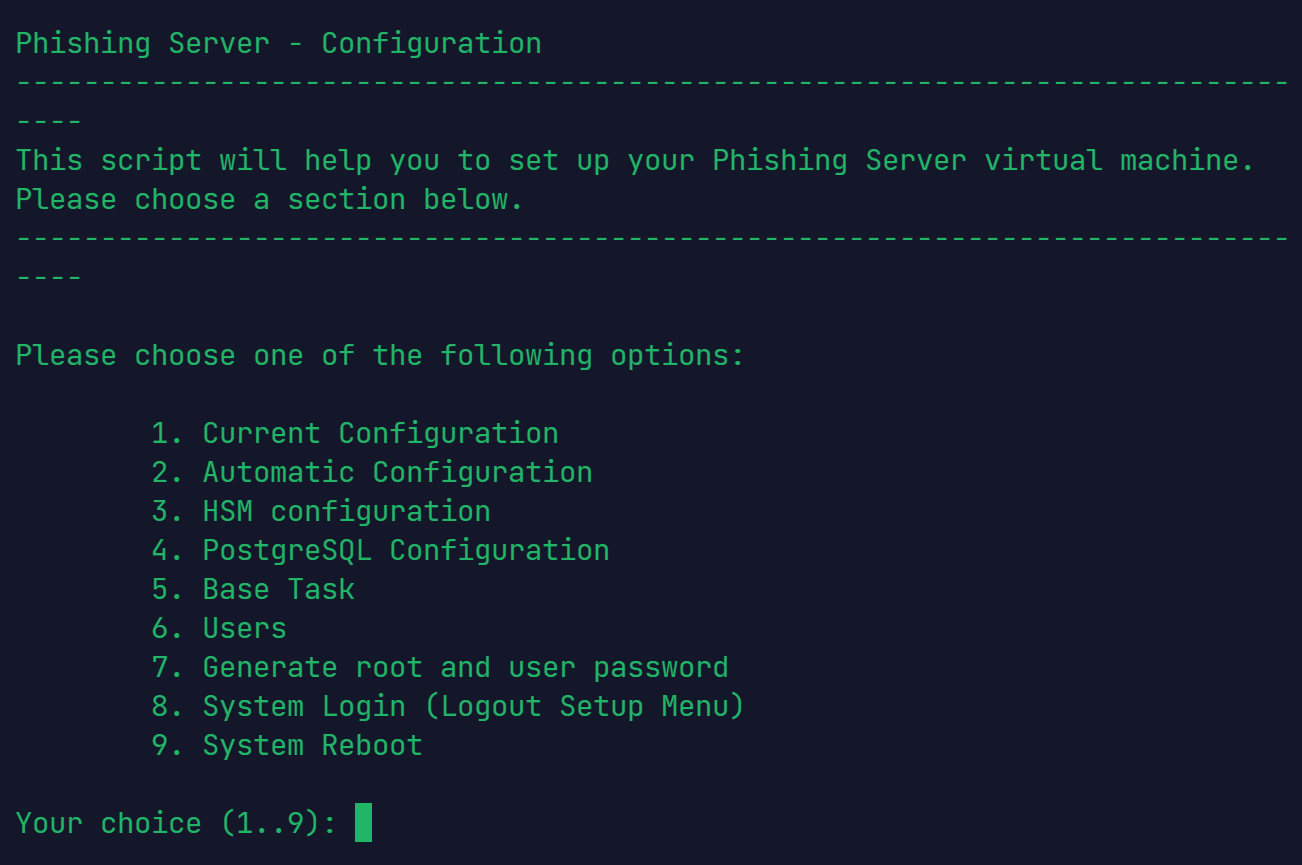 Phishing Server - Configuration
---------------------------------------------------------------------------
----
This script will help you to set up your Phishing Server virtual machine.
Please choose a section below.
---------------------------------------------------------------------------
----
Please choose one of the following options:
1. Current Configuration
2. Automatic Configuration
3. HSM configuration
4. PostgreSQL Configuration
5. Base Task
6. Users
7. Generate root and user password
8. System Login (Logout Setup Menu)
9. System Reboot
Your choice (1..9):